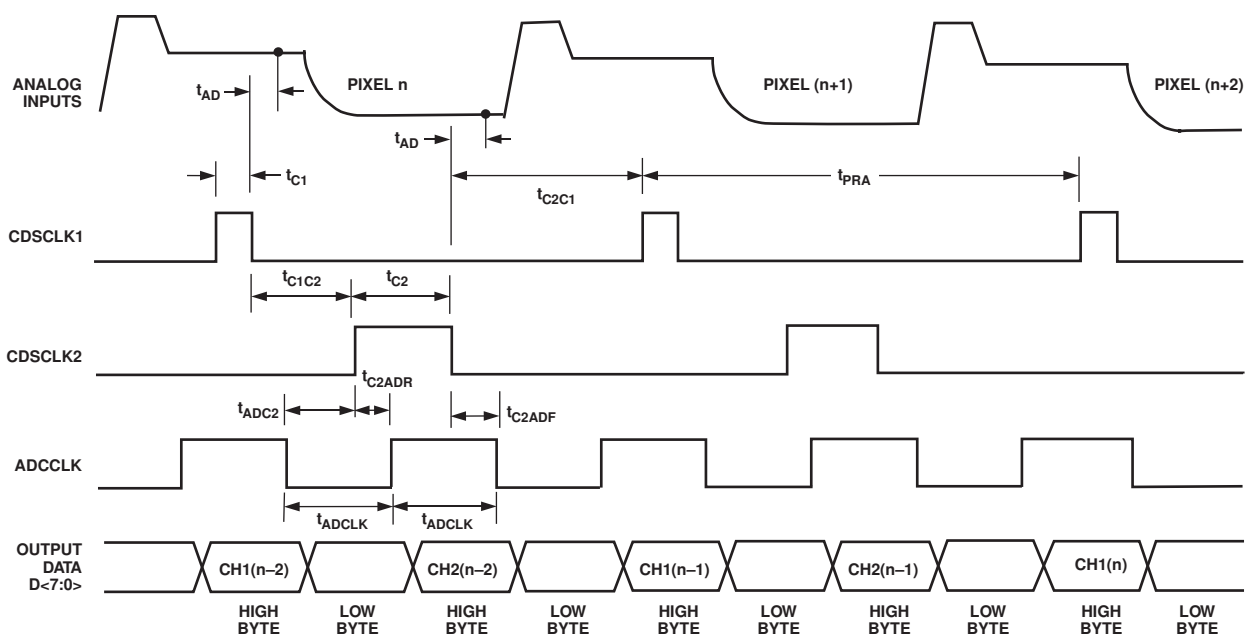 ANALOG
INPUTS
PIXEL n
PIXEL (n+1)
PIXEL (n+2)
tAD
tAD
tC1
tC2C1
tPRA
CDSCLK1
tC1C2
tC2
CDSCLK2
tC2ADR
tADC2
tC2ADF
ADCCLK
tADCLK
tADCLK
OUTPUT
DATA
D<7:0>
CH1(n–2)
CH2(n–2)
CH1(n–1)
CH2(n–1)
CH1(n)
HIGH
BYTE
LOW
BYTE
HIGH
BYTE
LOW
BYTE
HIGH
BYTE
LOW
BYTE
HIGH
BYTE
LOW
BYTE
HIGH
BYTE
LOW
BYTE